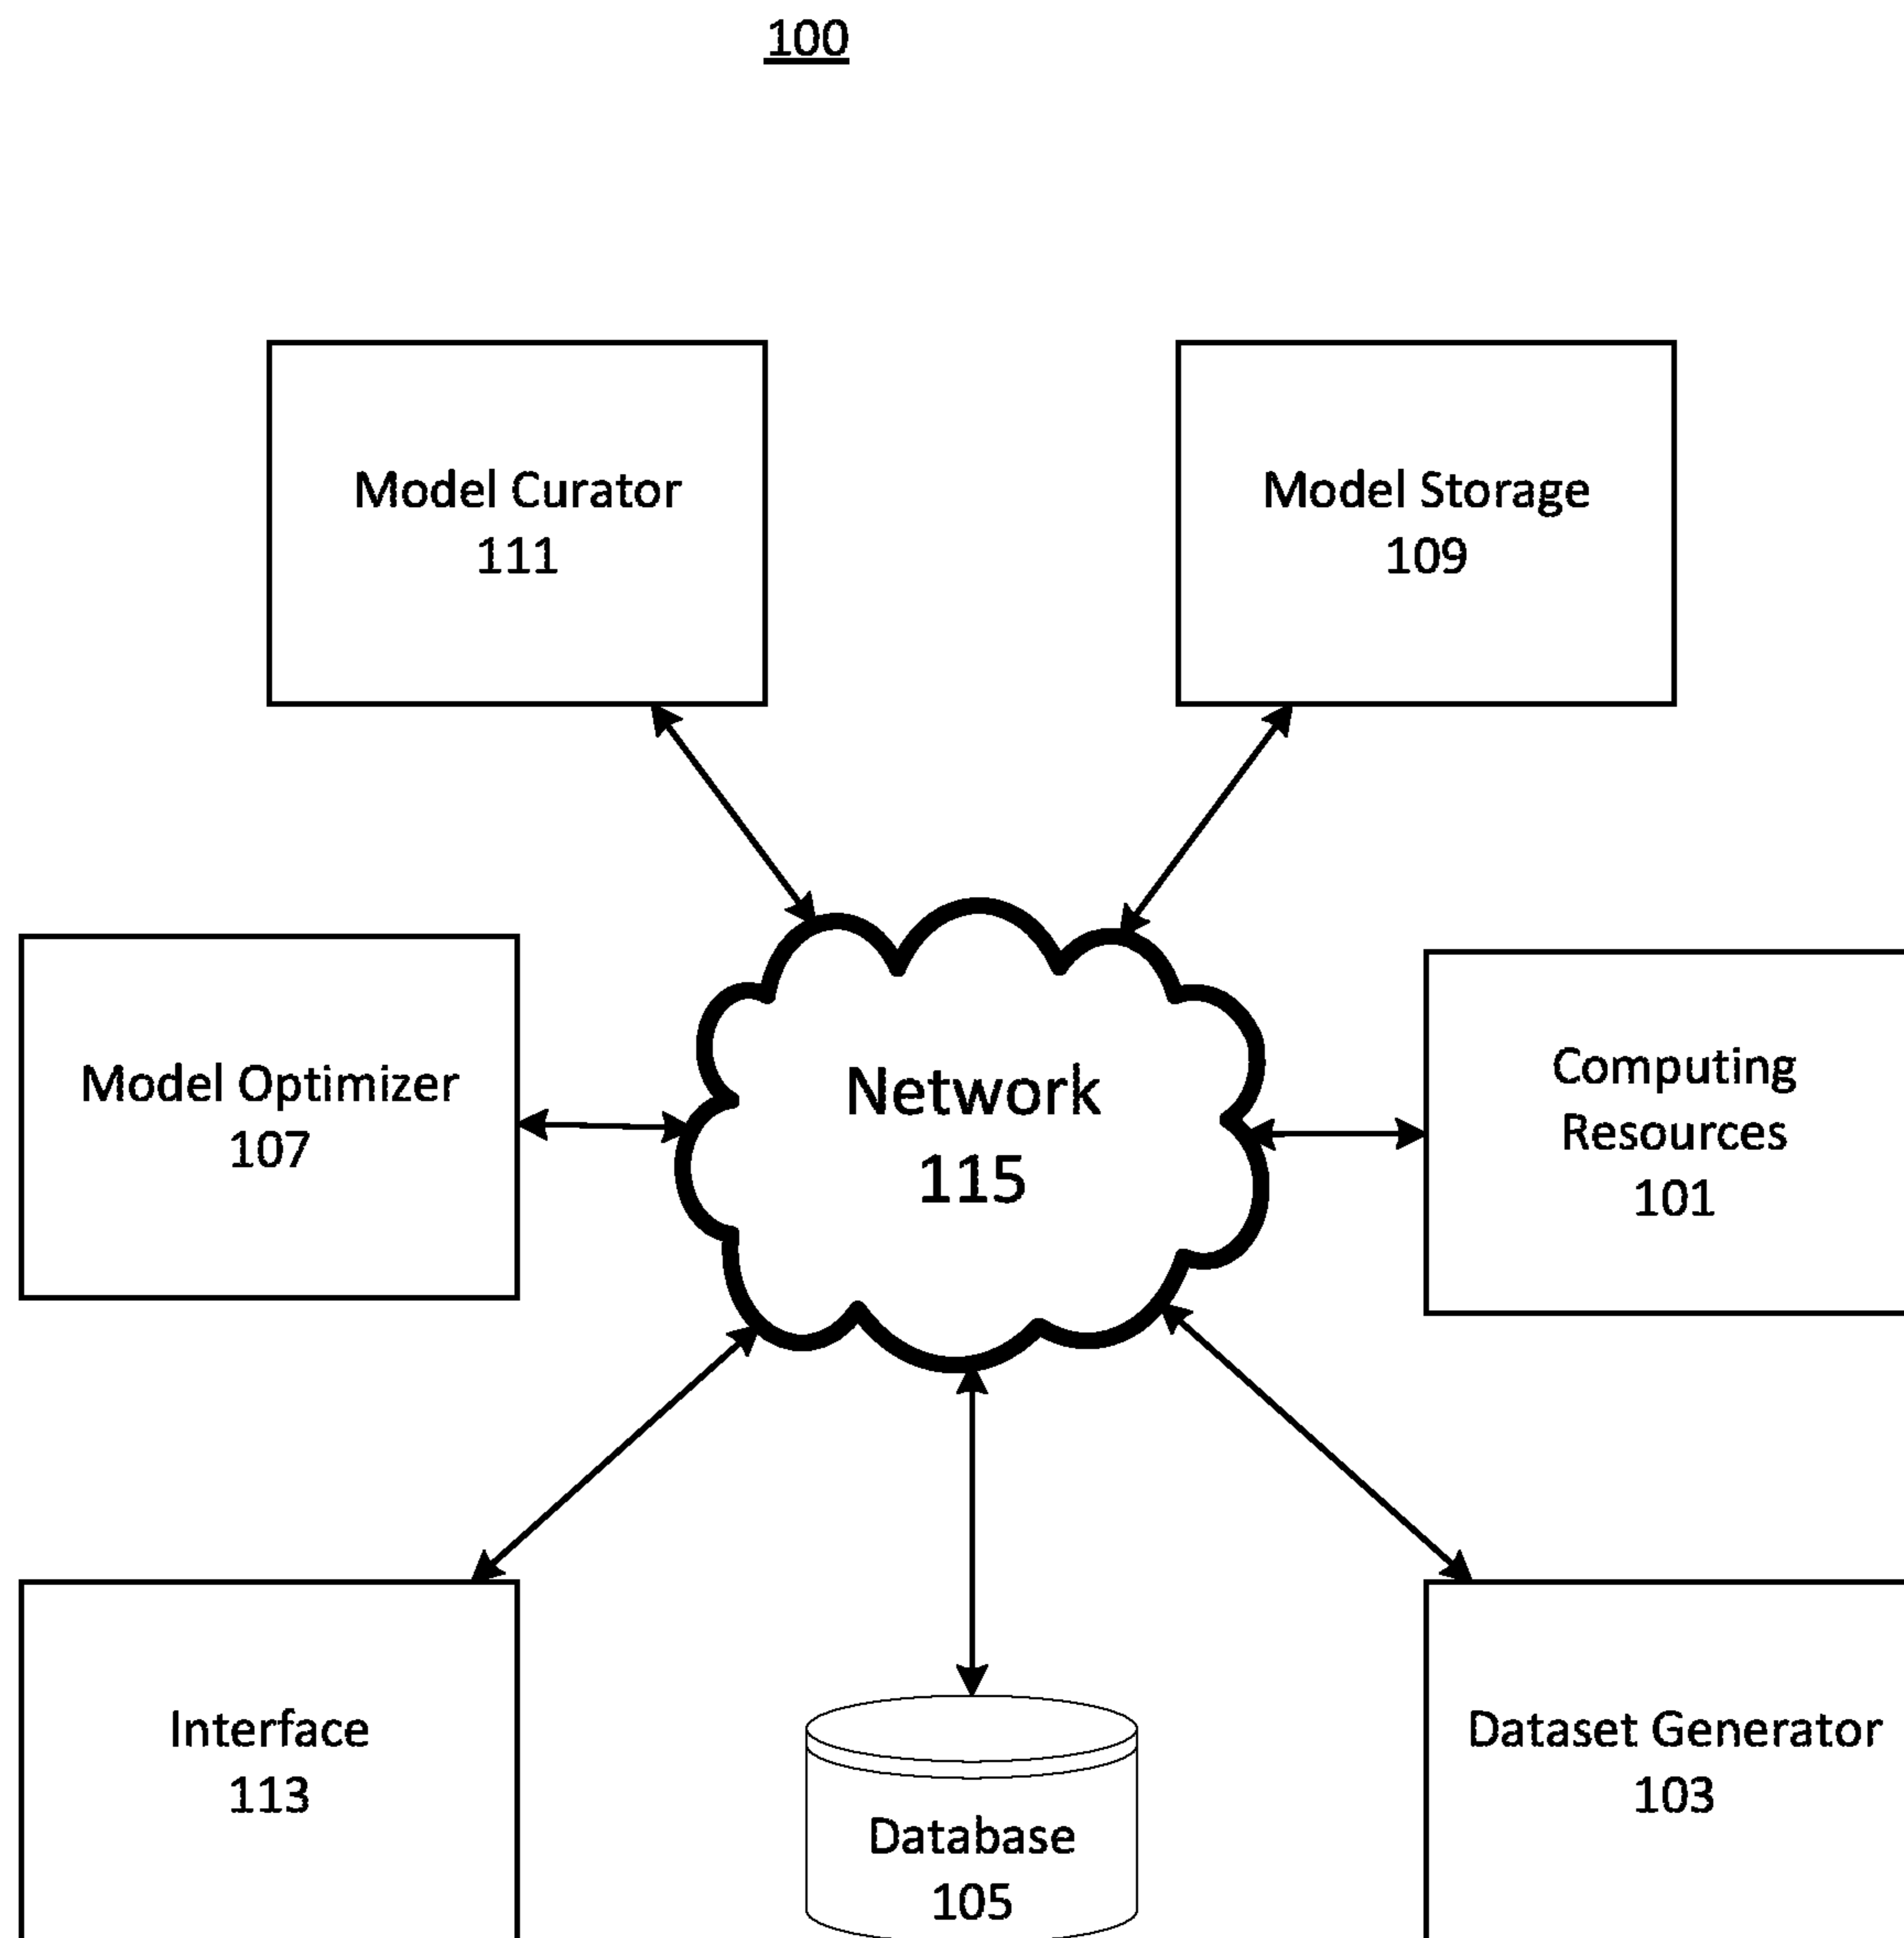 100
Model Curator
111
Model Storage
109
Model Optimizer
107
Network
115
Computing
Resources
101
Interface
113
Database
105
Dataset Generator
103